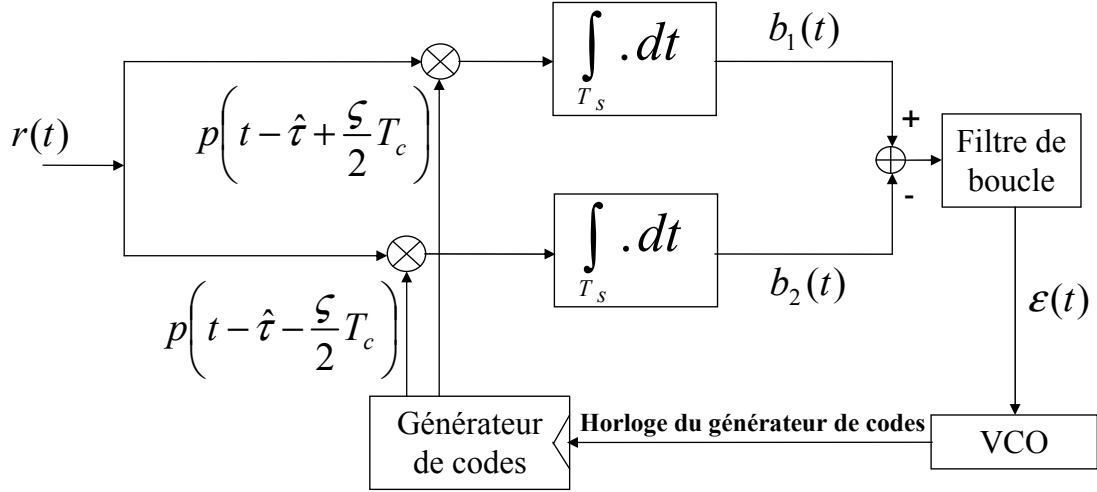 r(t)
p(t − τ̂ + ς/2 T_c)
∫_{T_S} . dt
b_1(t)
+
-
Filtre de
boucle
p(t − τ̂ − ς/2 T_c)
∫_{T_S} . dt
b_2(t)
ε(t)
Générateur
de codes
Horloge du générateur de codes
VCO